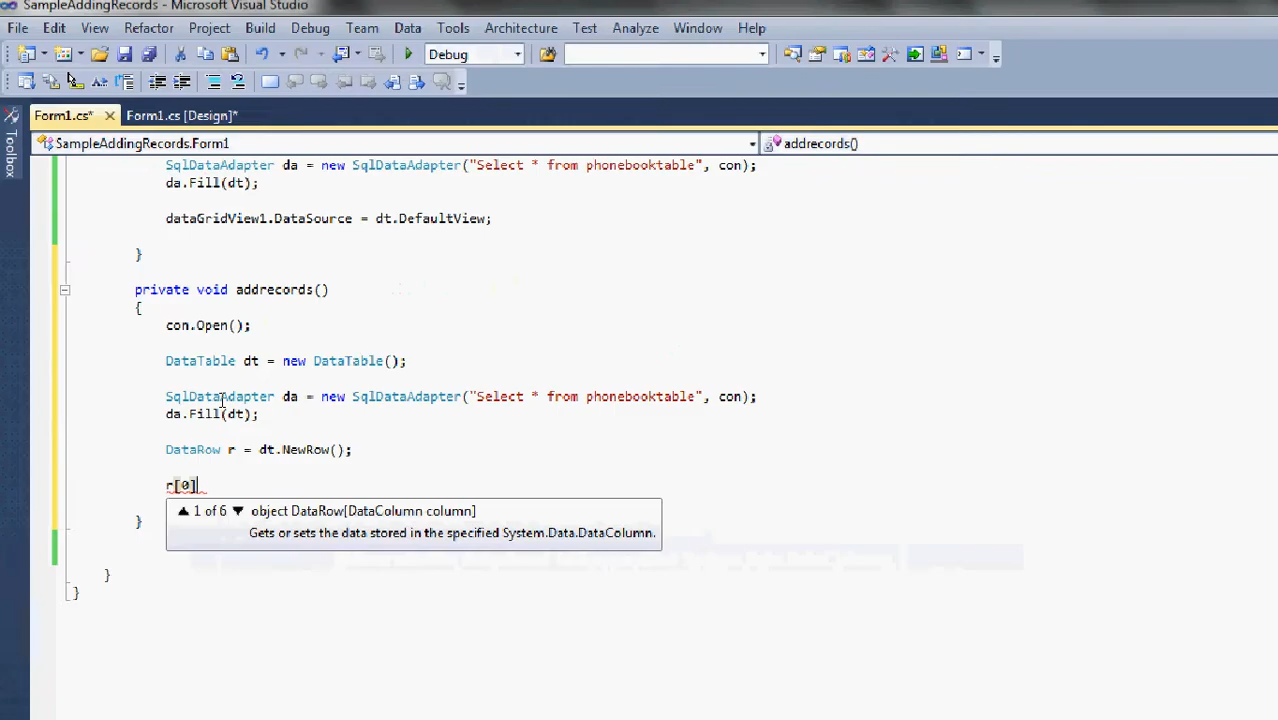 SampleAddingRecords - Microsoft Visual Studio
File Edit View Refactor Project Build Debug Team Data Tools Architecture Test Analyze Window Help
Debug
Form1.cs* Form1.cs [Design]*
Toolbox
SampleAddingRecords.Form1 addrecords()
SqlDataAdapter da = new SqlDataAdapter("Select * from phonebooktable", con);
da.Fill(dt);
dataGridView1.DataSource = dt.DefaultView;
}
private void addrecords()
{
con.Open();
DataTable dt = new DataTable();
SqlDataAdapter da = new SqlDataAdapter("Select * from phonebooktable", con);
da.Fill(dt);
DataRow r = dt.NewRow();
r[0]
1 of 6 object DataRow[DataColumn column]
Gets or sets the data stored in the specified System.Data.DataColumn.
}
}
}